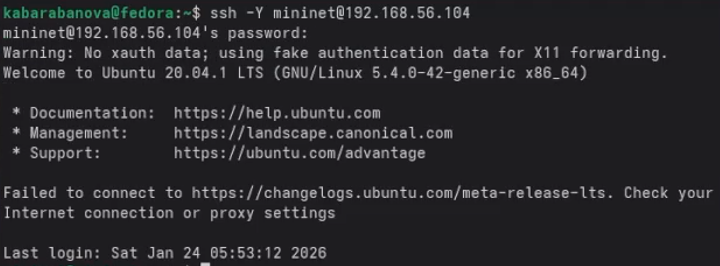 kabarabanova@fedora:~$ ssh -Y mininet@192.168.56.104
mininet@192.168.56.104's password:
Warning: No xauth data; using fake authentication data for X11 forwarding.
Welcome to Ubuntu 20.04.1 LTS (GNU/Linux 5.4.0-42-generic x86_64)

 * Documentation:  https://help.ubuntu.com
 * Management:     https://landscape.canonical.com
 * Support:        https://ubuntu.com/advantage

Failed to connect to https://changelogs.ubuntu.com/meta-release-lts. Check your
Internet connection or proxy settings

Last login: Sat Jan 24 05:53:12 2026